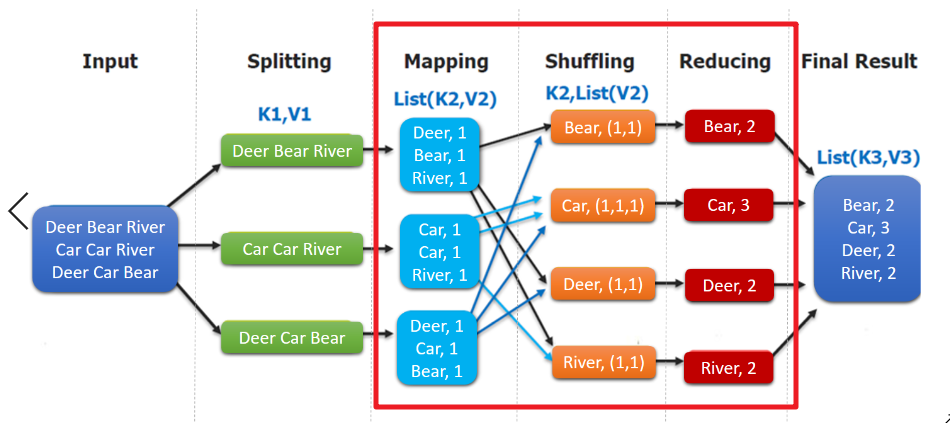 Input
Splitting
Mapping
Shuffling
Reducing
Final Result
K1,V1
List(K2,V2)
K2,List(V2)
List(K3,V3)
Deer Bear River
Car Car River
Deer Car Bear
Deer Bear River
Car Car River
Deer Car Bear
Deer, 1
Bear, 1
River, 1
Car, 1
Car, 1
River, 1
Deer, 1
Car, 1
Bear, 1
Bear, (1,1)
Car, (1,1,1)
Deer, (1,1)
River, (1,1)
Bear, 2
Car, 3
Deer, 2
River, 2
Bear, 2
Car, 3
Deer, 2
River, 2